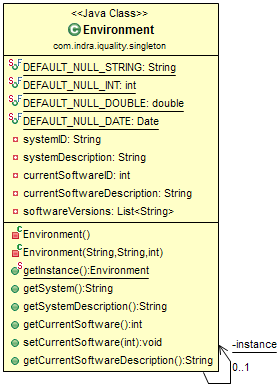 <<Java Class>>
Environment
com.indra.iquality.singleton
DEFAULT_NULL_STRING: String
DEFAULT_NULL_INT: int
DEFAULT_NULL_DOUBLE: double
DEFAULT_NULL_DATE: Date
systemID: String
systemDescription: String
currentSoftwareID: int
currentSoftwareDescription: String
softwareVersions: List<String>
Environment()
Environment(String,String,int)
getInstance():Environment
getSystem():String
getSystemDescription():String
getCurrentSoftware():int
setCurrentSoftware(int):void
getCurrentSoftwareDescription():String
-instance
0..1